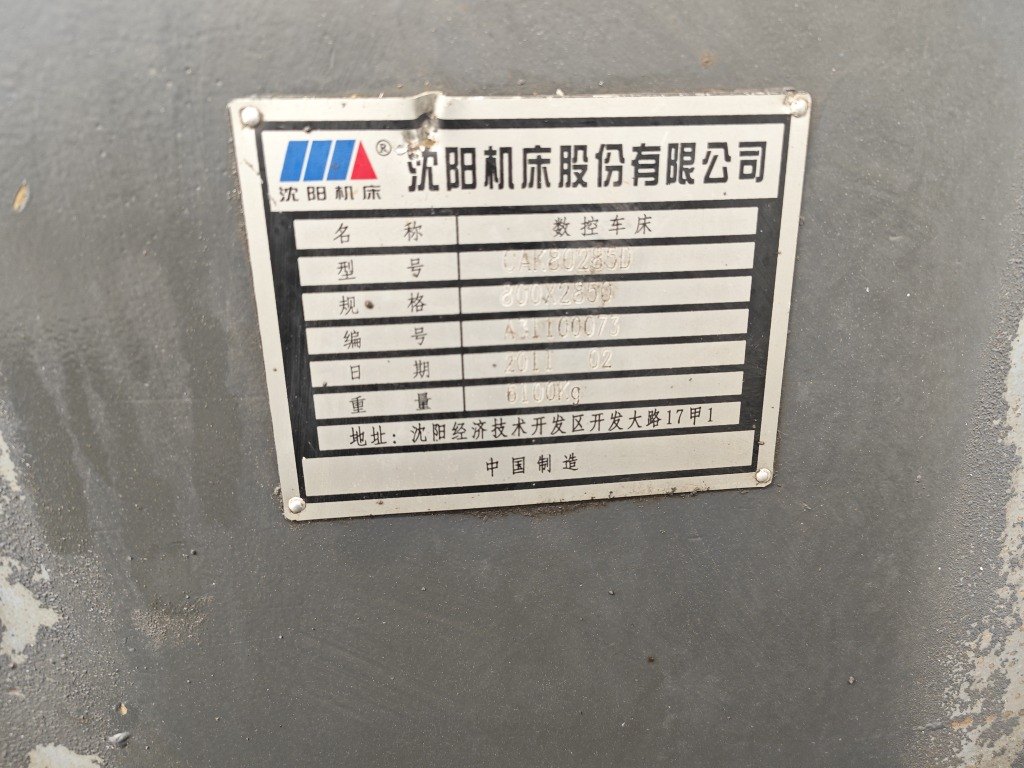 沈阳机床 ® 沈阳机床股份有限公司
名称 数控车床
型号 CAK80285D
规格 800X2850
编号
日期 2011 02
重量 6100Kg
地址：沈阳经济技术开发区开发大路17甲1
中国制造